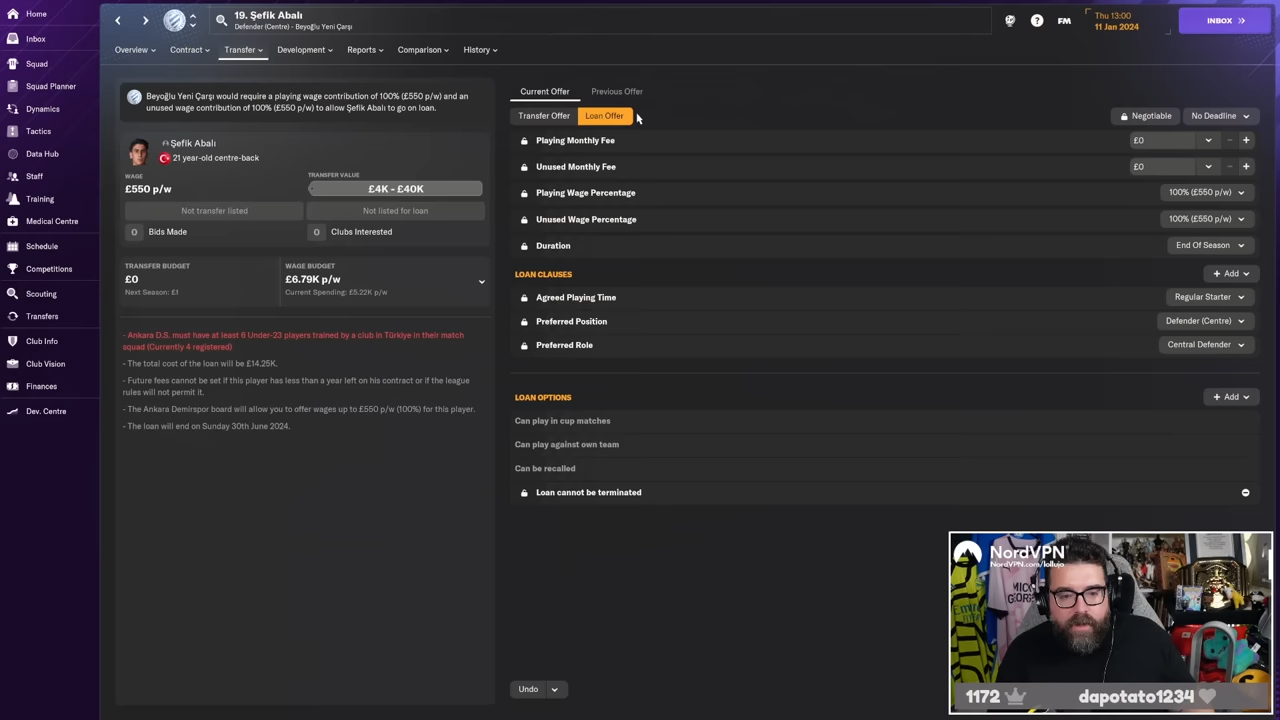 19. Şefik Abalı
Defender (Centre) - Beyoğlu Yeni Çarşı
FM
Thu 13:00
11 Jan 2024
INBOX
Home
Inbox
Squad
Squad Planner
Dynamics
Tactics
Data Hub
Staff
Training
Medical Centre
Schedule
Competitions
Scouting
Transfers
Club Info
Club Vision
Finances
Dev. Centre
Overview
Contract
Transfer
Development
Reports
Comparison
History
Beyoğlu Yeni Çarşı would require a playing wage contribution of 100% (£550 p/w) and an
unused wage contribution of 100% (£550 p/w) to allow Şefik Abalı to go on loan.
Şefik Abalı
21 year-old centre-back
WAGE
£550 p/w
TRANSFER VALUE
£4K - £40K
Not transfer listed
Not listed for loan
0 Bids Made
0 Clubs Interested
TRANSFER BUDGET
£0
Next Season: £1
WAGE BUDGET
£6.79K p/w
Current Spending: £5.22K p/w
- Ankara D.S. must have at least 6 Under-23 players trained by a club in Türkiye in their match
squad (Currently 4 registered)
- The total cost of the loan will be £14.25K.
- Future fees cannot be set if this player has less than a year left on his contract or if the league
rules will not permit it.
- The Ankara Demirspor board will allow you to offer wages up to £550 p/w (100%) for this player.
- The loan will end on Sunday 30th June 2024.
Current Offer
Previous Offer
Transfer Offer
Loan Offer
Negotiable
No Deadline
Playing Monthly Fee
£0
Unused Monthly Fee
£0
Playing Wage Percentage
100% (£550 p/w)
Unused Wage Percentage
100% (£550 p/w)
Duration
End Of Season
LOAN CLAUSES
+ Add
Agreed Playing Time
Regular Starter
Preferred Position
Defender (Centre)
Preferred Role
Central Defender
LOAN OPTIONS
+ Add
Can play in cup matches
Can play against own team
Can be recalled
Loan cannot be terminated
Undo
NordVPN
NordVPN.com/lollujo
1172
dapotato1234